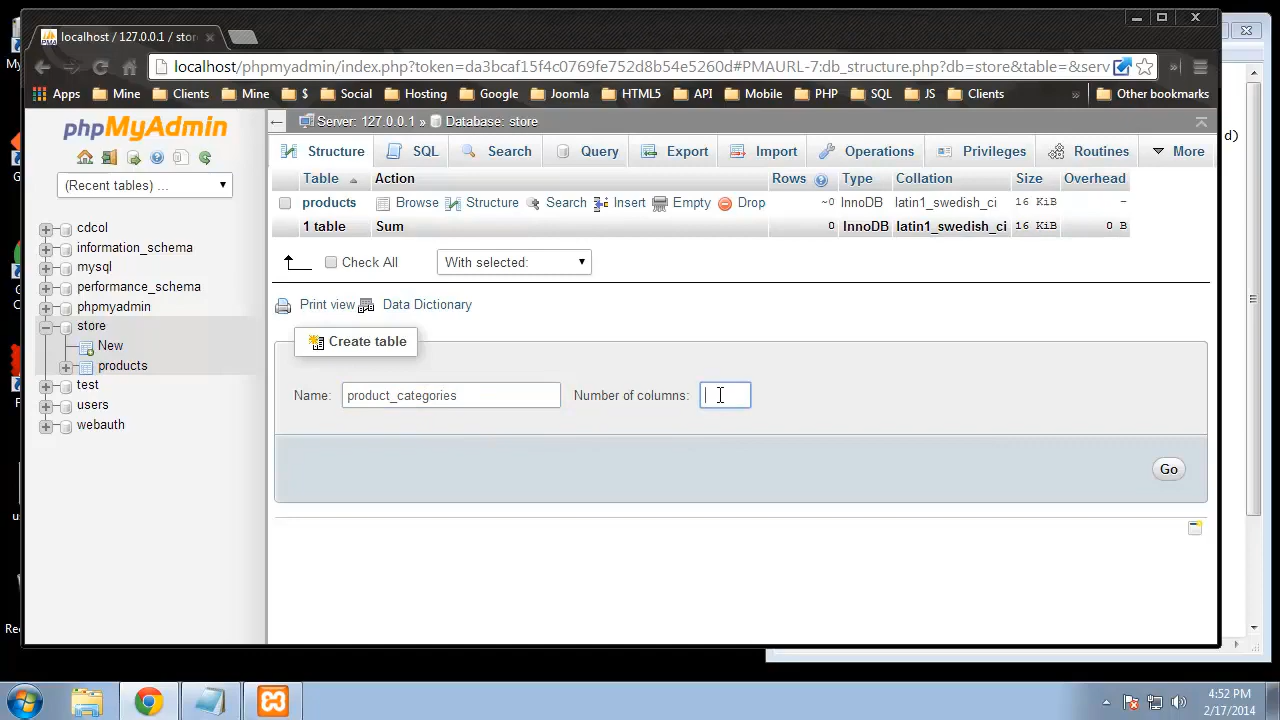 localhost / 127.0.0.1 / stor
localhost/phpmyadmin/index.php?token=da3bca515f4c0769fe752d8b54e5260d#PMAURL-7:db_structure.php?db=store&table=&serv
»
Apps Mine Clients Mine $ Social Hosting Google Joomla HTML5 API Mobile PHP SQL JS Clients » Other bookmarks
phpMyAdmin
(Recent tables) ...
cdcol
information_schema
mysql
performance_schema
phpmyadmin
store
New
products
test
users
webauth
Server: 127.0.0.1 » Database: store
Structure SQL Search Query Export Import Operations Privileges Routines More
Table Action Rows Type Collation Size Overhead
products Browse Structure Search Insert Empty Drop ~0 InnoDB latin1_swedish_ci 16 KiB -
1 table Sum 0 InnoDB latin1_swedish_ci 16 KiB 0 B
Check All With selected:
Print view Data Dictionary
Create table
Name: product_categories Number of columns:
Go
d)
My
G
C
us
Rec
4:52 PM
2/17/2014